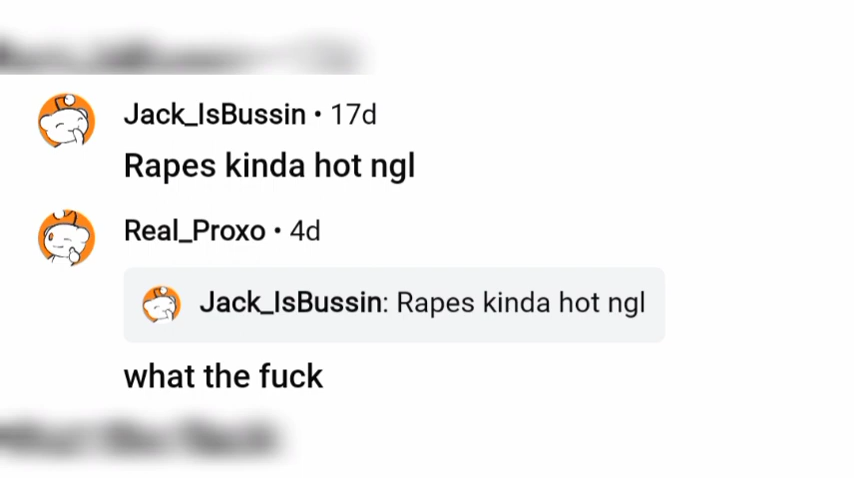 Jack_IsBussin • 17d
Rapes kinda hot ngl
Real_Proxo • 4d
Jack_IsBussin: Rapes kinda hot ngl
what the fuck